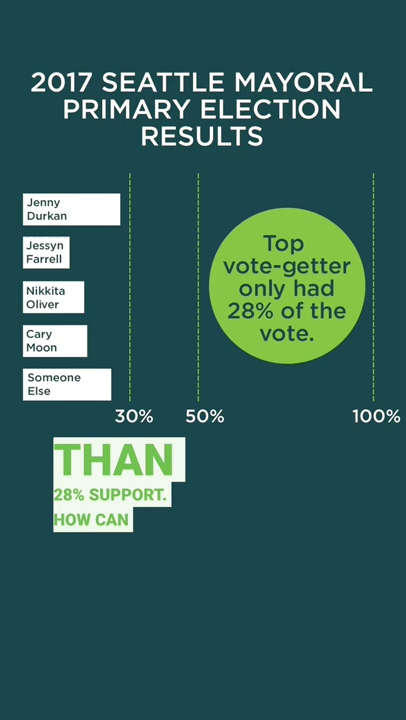 2017 SEATTLE MAYORAL
PRIMARY ELECTION
RESULTS
Jenny
Durkan
Jessyn
Farrell
Nikkita
Oliver
Cary
Moon
Someone
Else
Top
vote-getter
only had
28% of the
vote.
30% 50% 100%
THAN
28% SUPPORT.
HOW CAN